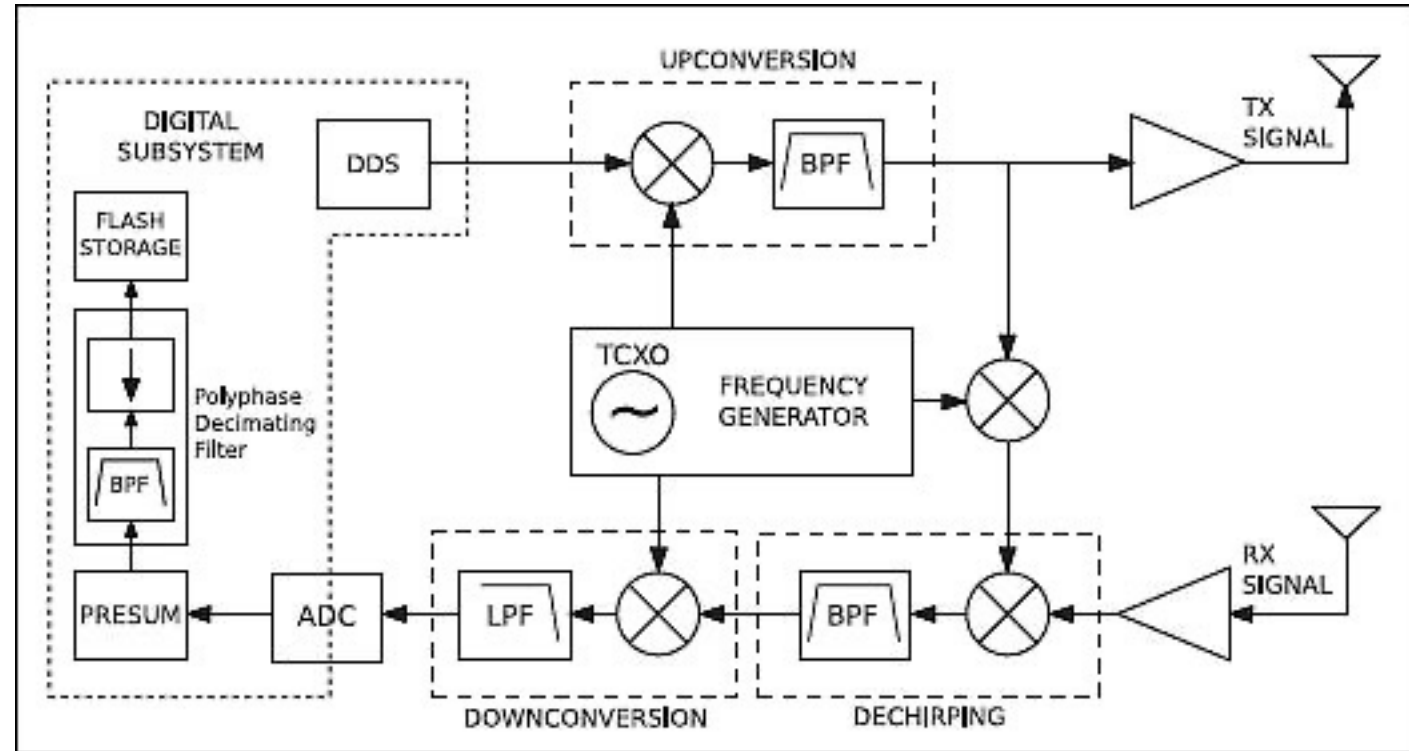 UPCONVERSION
DIGITAL
SUBSYSTEM
DDS
BPF
TX
SIGNAL
FLASH
STORAGE
TCXO
FREQUENCY
GENERATOR
Polyphase
Decimating
Filter
BPF
RX
SIGNAL
PRESUM
ADC
LPF
BPF
DOWNCONVERSION
DECHIRPING